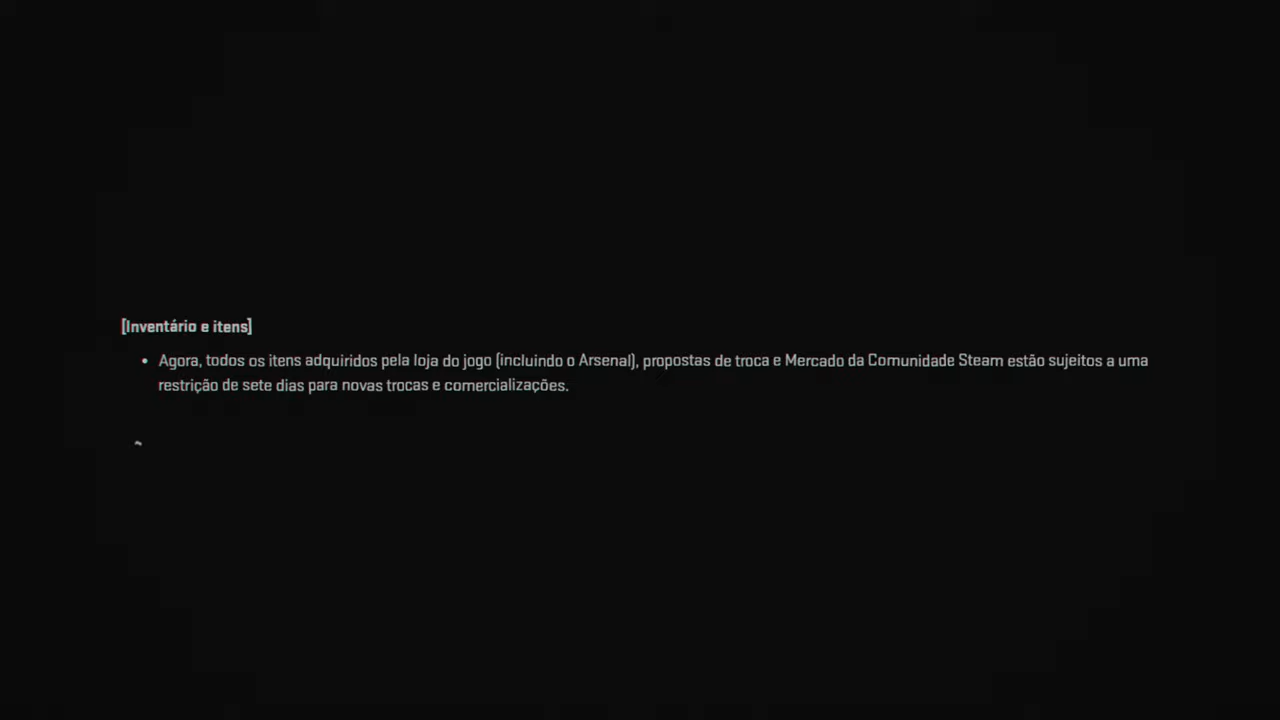 [Inventário e itens]
• Agora, todos os itens adquiridos pela loja do jogo (incluindo o Arsenal), propostas de troca e Mercado da Comunidade Steam estão sujeitos a uma
restrição de sete dias para novas trocas e comercializações.